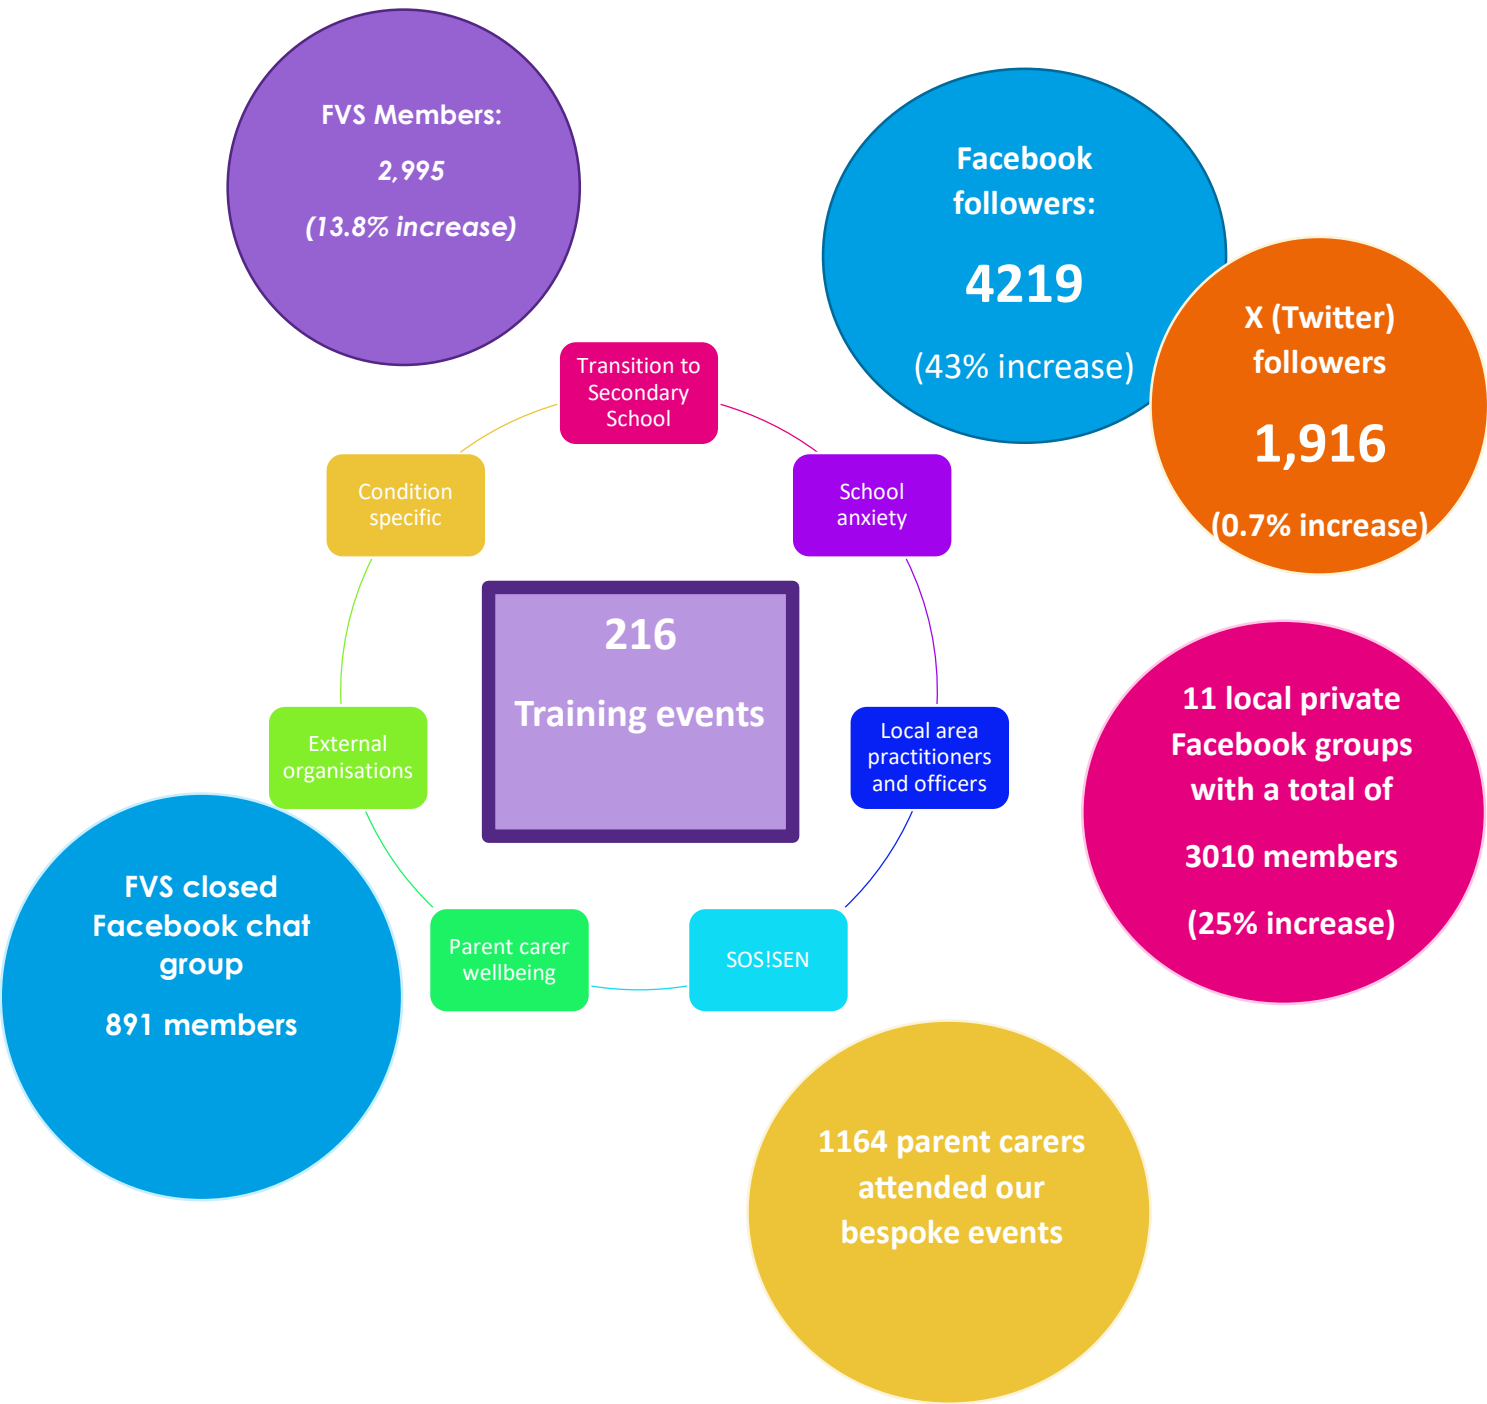 FVS Members:
2,995
(13.8% increase)
Facebook
followers:
4219
(43% increase)
X (Twitter)
followers
1,916
(0.7% increase)
Transition to
Secondary
School
Condition
specific
School
anxiety
216
Training events
External
organisations
Local area
practitioners
and officers
11 local private
Facebook groups
with a total of
3010 members
(25% increase)
FVS closed
Facebook chat
group
891 members
Parent carer
wellbeing
SOS!SEN
1164 parent carers
attended our
bespoke events